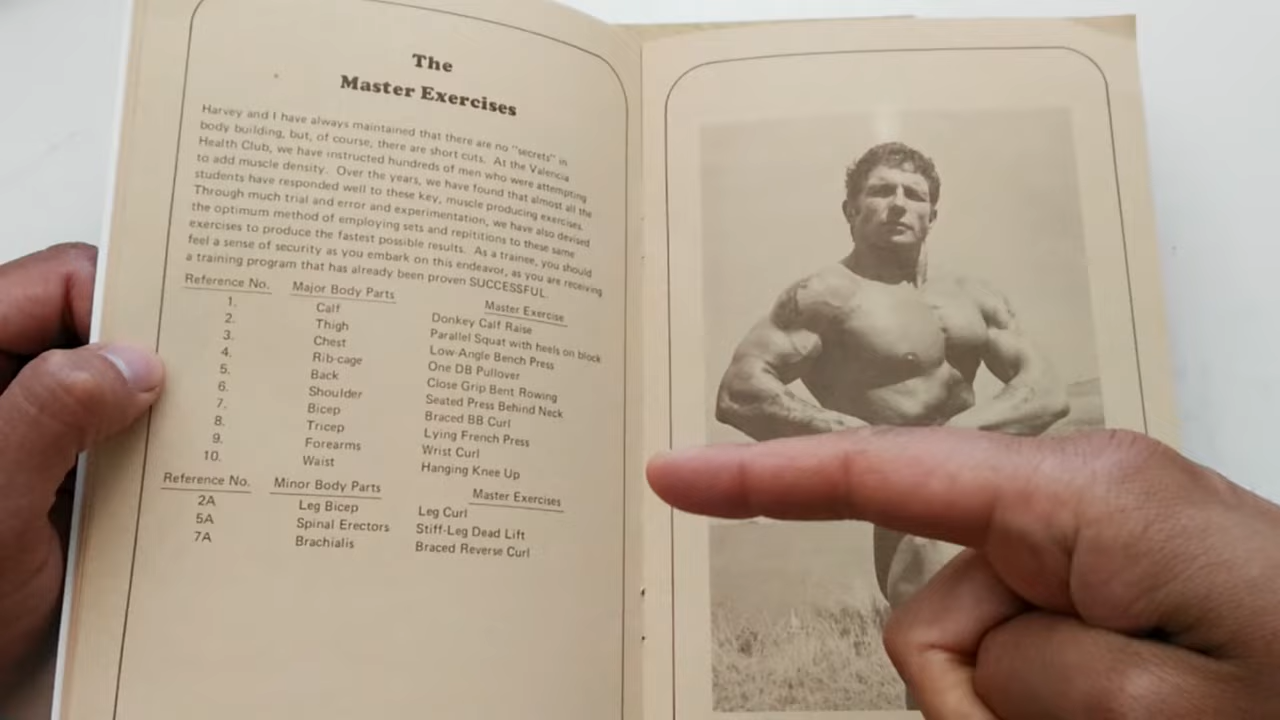 The
Master Exercises
Harvey and I have always maintained that there are no "secrets" in
body building, but, of course, there are short cuts. At the Valencia
Health Club, we have instructed hundreds of men who were attempting
to add muscle density. Over the years, we have found that almost all the
students have responded well to these key, muscle producing exercises.
Through much trial and error and experimentation, we have also devised
the optimum method of employing sets and repititions to these same
exercises to produce the fastest possible results. As a trainee, you should
feel a sense of security as you embark on this endeavor, as you are receiving
a training program that has already been proven SUCCESSFUL.
Reference No. Major Body Parts Master Exercise
1. Calf Donkey Calf Raise
2. Thigh Parallel Squat with heels on block
3. Chest Low-Angle Bench Press
4. Rib-cage One DB Pullover
5. Back Close Grip Bent Rowing
6. Shoulder Seated Press Behind Neck
7. Bicep Braced BB Curl
8. Tricep Lying French Press
9. Forearms Wrist Curl
10. Waist Hanging Knee Up
Reference No. Minor Body Parts Master Exercises
2A Leg Bicep Leg Curl
5A Spinal Erectors Stiff-Leg Dead Lift
7A Brachialis Braced Reverse Curl